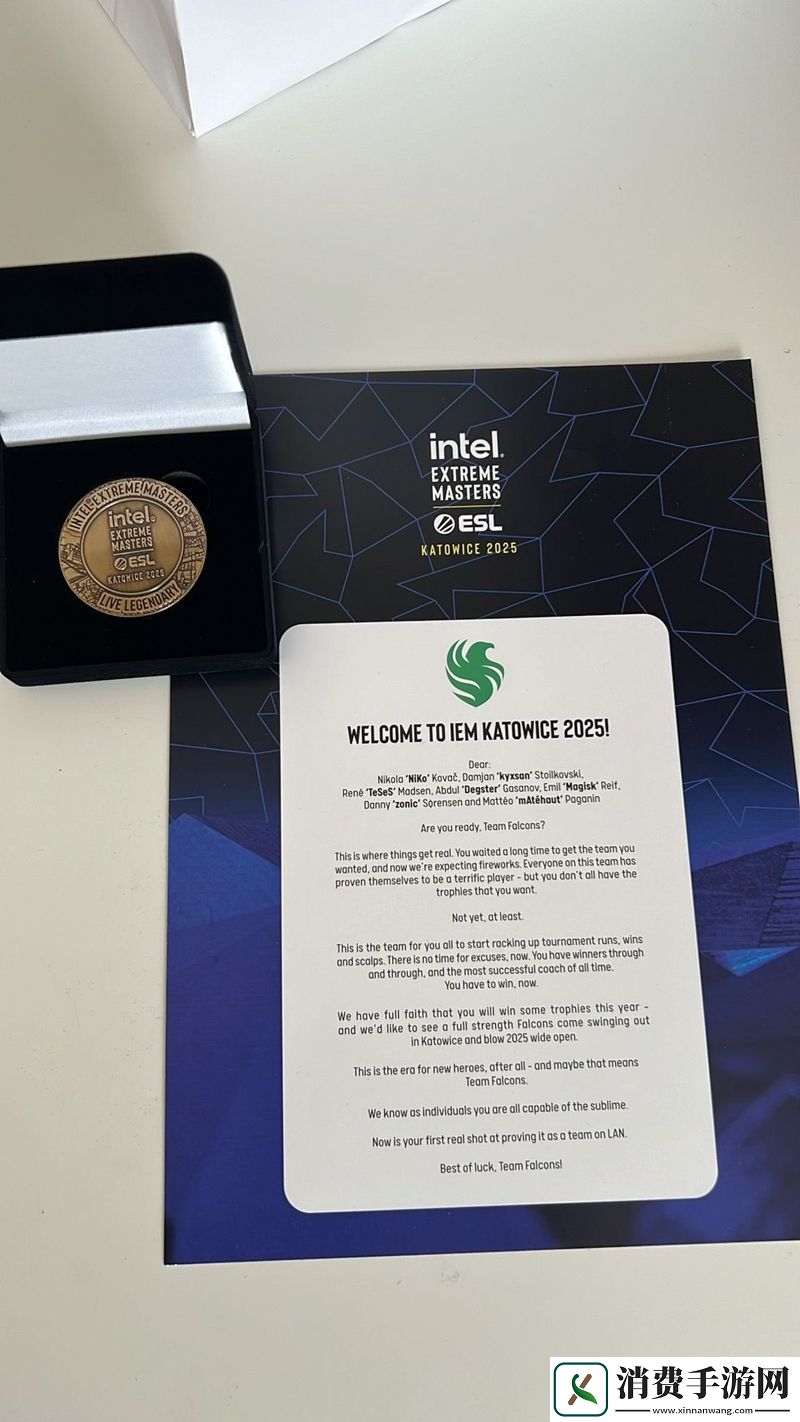 INTEL EXTREME MASTERS
intel.
EXTREME
MASTERS
ESL
KATOWICE 2025
LIVE LEGENDARY
intel.
EXTREME
MASTERS
ESL
KATOWICE 2025
WELCOME TO IEM KATOWICE 2025!
Dear:
Nikola 'NiKo' Kovač, Damjan 'kyxsan' Stoilkovski,
René 'TeSeS' Madsen, Abdul 'Degster' Gasanov, Emil 'Magisk' Reif,
Danny 'zonic' Sørensen and Mattéo 'mAtêhaut' Paganin
Are you ready, Team Falcons?
This is where things get real. You waited a long time to get the team you
wanted, and now we're expecting fireworks. Everyone on this team has
proven themselves to be a terrific player - but you don't all have the
trophies that you want.
Not yet, at least.
This is the team for you all to start racking up tournament runs, wins
and scalps. There is no time for excuses, now. You have winners through
and through, and the most successful coach of all time.
You have to win, now.
We have full faith that you will win some trophies this year -
and we'd like to see a full strength Falcons come swinging out
in Katowice and blow 2025 wide open.
This is the era for new heroes, after all - and maybe that means
Team Falcons.
We know as individuals you are all capable of the sublime.
Now is your first real shot at proving it as a team on LAN.
Best of luck, Team Falcons!
消费手游网
www.xinnanwang.com